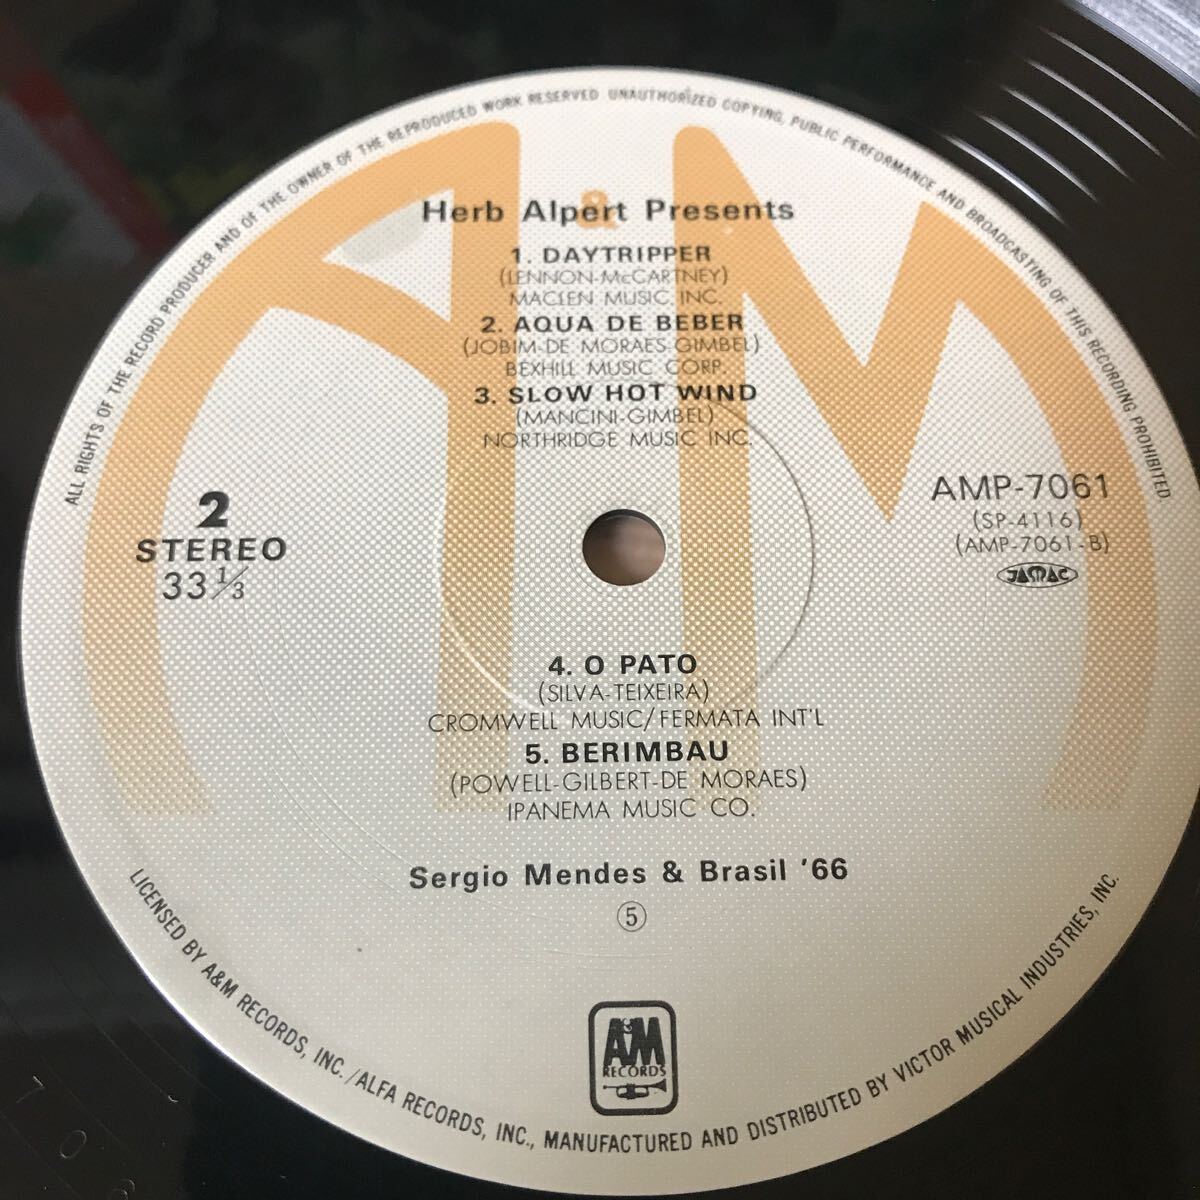 ALL RIGHTS OF THE RECORD PRODUCER AND OF THE OWNER OF THE REPRODUCED WORK RESERVED UNAUTHORIZED COPYING, PUBLIC PERFORMANCE AND BROADCASTING OF THIS RECORDING PROHIBITED
A&M
Herb Alpert Presents
1. DAYTRIPPER
(LENNON-McCARTNEY)
MACLEN MUSIC, INC.
2. AQUA DE BEBER
(JOBIM-DE MORAES-GIMBEL)
BEXHILL MUSIC CORP.
3. SLOW HOT WIND
(MANCINI-GIMBEL)
NORTHRIDGE MUSIC INC.
2
STEREO
33 1/3
AMP-7061
(SP-4116)
(AMP-7061-B)
JAMAC
4. O PATO
(SILVA-TEIXEIRA)
CROMWELL MUSIC/FERMATA INT'L
5. BERIMBAU
(POWELL-GILBERT-DE MORAES)
IPANEMA MUSIC CO.
Sergio Mendes & Brasil '66
⑤
A&M
RECORDS
LICENSED BY A&M RECORDS, INC./ALFA RECORDS, INC., MANUFACTURED AND DISTRIBUTED BY VICTOR MUSICAL INDUSTRIES, INC.